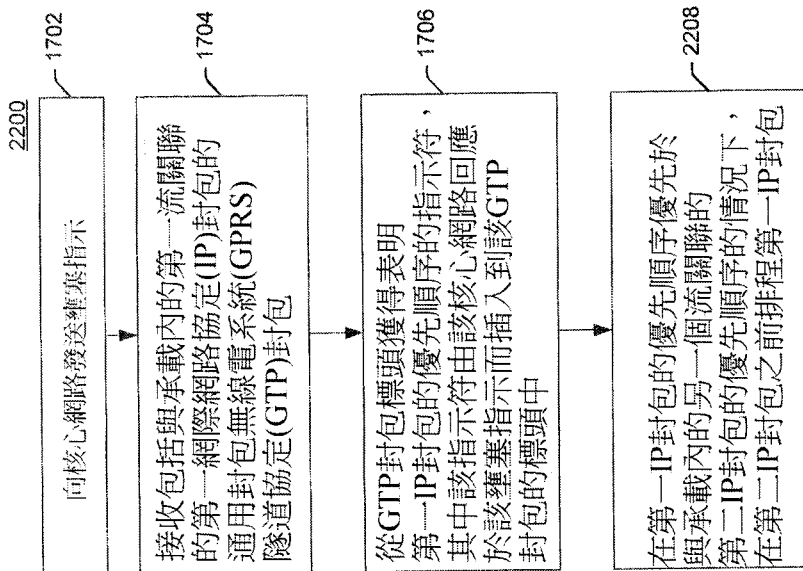 2200
1702
向核心網路發送壅塞指示
1704
接收包括與承載內的第一流關聯
的第一網際網路協定(IP)封包的
通用封包無線電系統(GPRS)
隧道協定(GTP)封包
1706
從GTP封包標頭獲得表明
第一IP封包的優先順序的指示符，
其中該指示符由該核心網路回應
於該壅塞指示而插入到該GTP
封包的標頭中
2208
在第一IP封包的優先順序優先於
與承載內的另一個流關聯的
第二IP封包的優先順序的情況下，
在第二IP封包之前排程第一IP封包